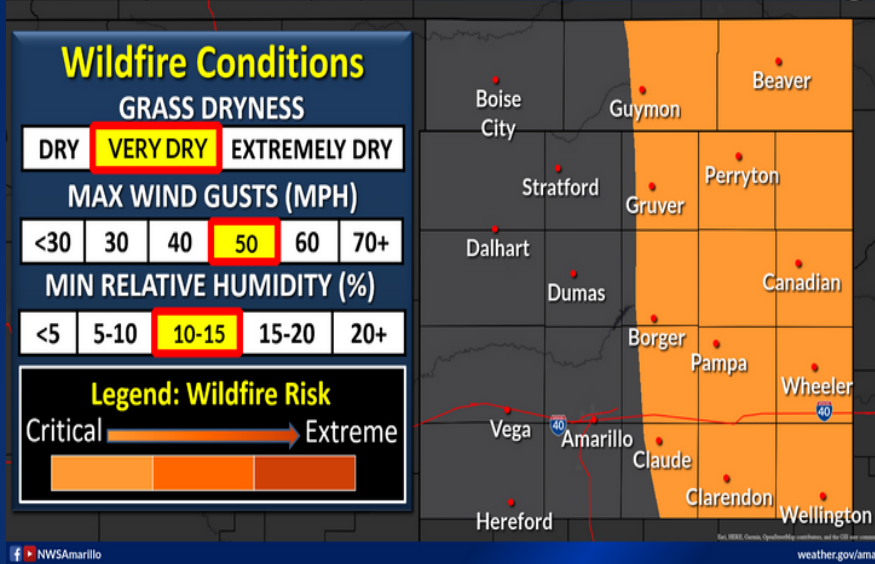 Wildfire Conditions
GRASS DRYNESS
DRY VERY DRY EXTREMELY DRY
MAX WIND GUSTS (MPH)
<30 30 40 50 60 70+
MIN RELATIVE HUMIDITY (%)
<5 5-10 10-15 15-20 20+
Legend: Wildfire Risk
Critical Extreme
Boise
City
Guymon
Beaver
Stratford
Gruver
Perryton
Dalhart
Dumas
Canadian
Borger
Pampa
Wheeler
40
Vega
40
Amarillo
Claude
Clarendon
Hereford
Wellington
NWSAmarillo
weather.gov/ama